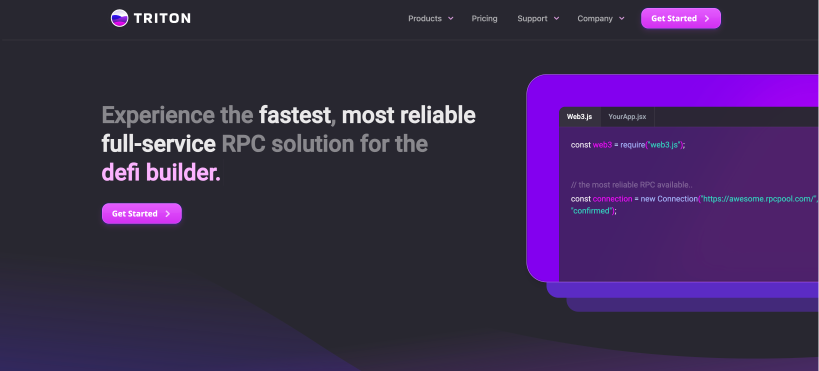 TRITON
Products
Pricing
Support
Company
Get Started
Experience the fastest, most reliable
full-service RPC solution for the
defi builder.
Get Started
Web3.js
YourApp.jsx
const web3 = require("web3.js");
// the most reliable RPC available..
const connection = new Connection("https://awesome.rpcpool.com/",
"confirmed");